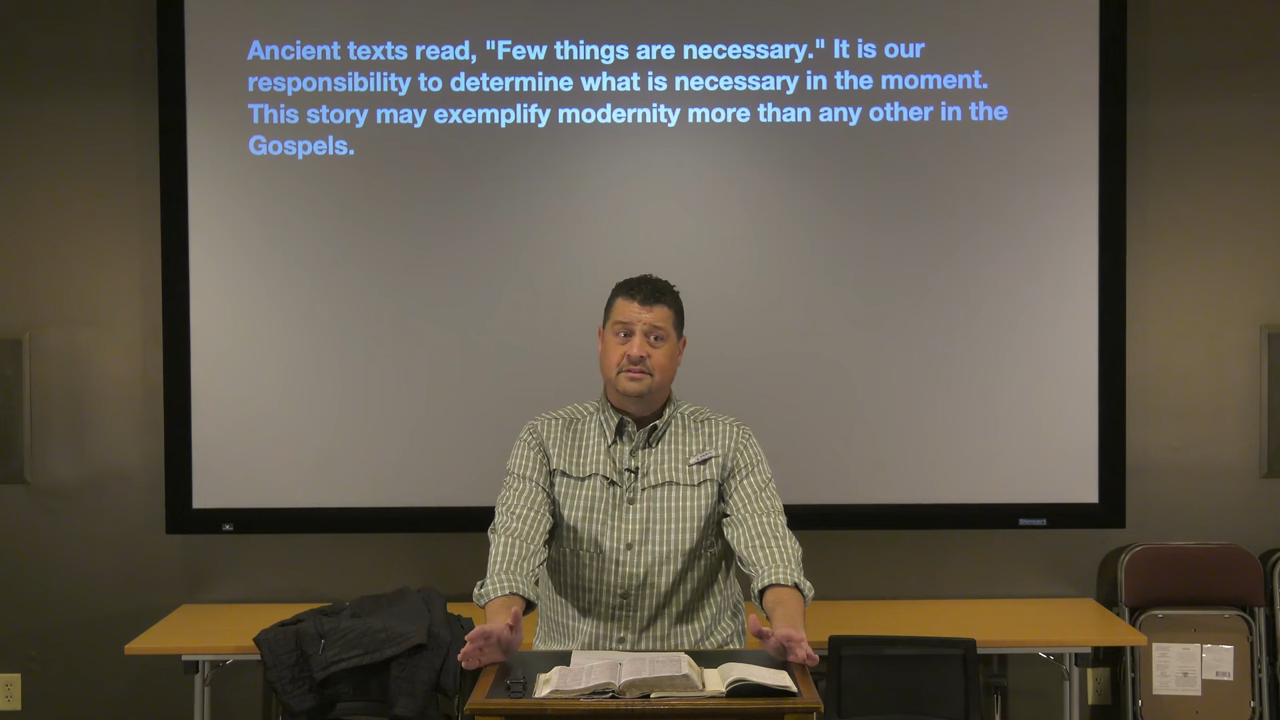 Ancient texts read, "Few things are necessary." It is our
responsibility to determine what is necessary in the moment.
This story may exemplify modernity more than any other in the
Gospels.